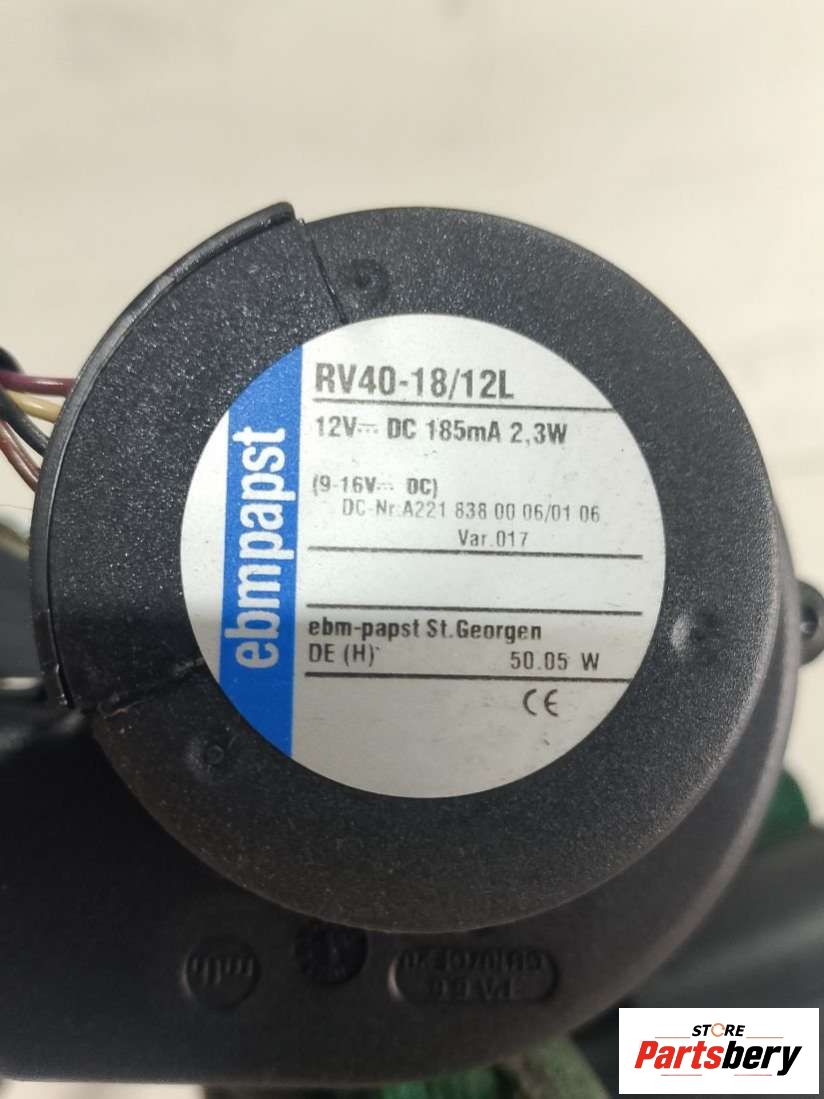 RV40-18/12L
12V⎓ DC 185mA 2,3W
(9-16V⎓ DC)
DC-Nr.A221 838 00 06/01 06
Var.017
ebmpapst
ebm-papst St.Georgen
DE (H)
50.05 W
CE
STORE
Partsbery